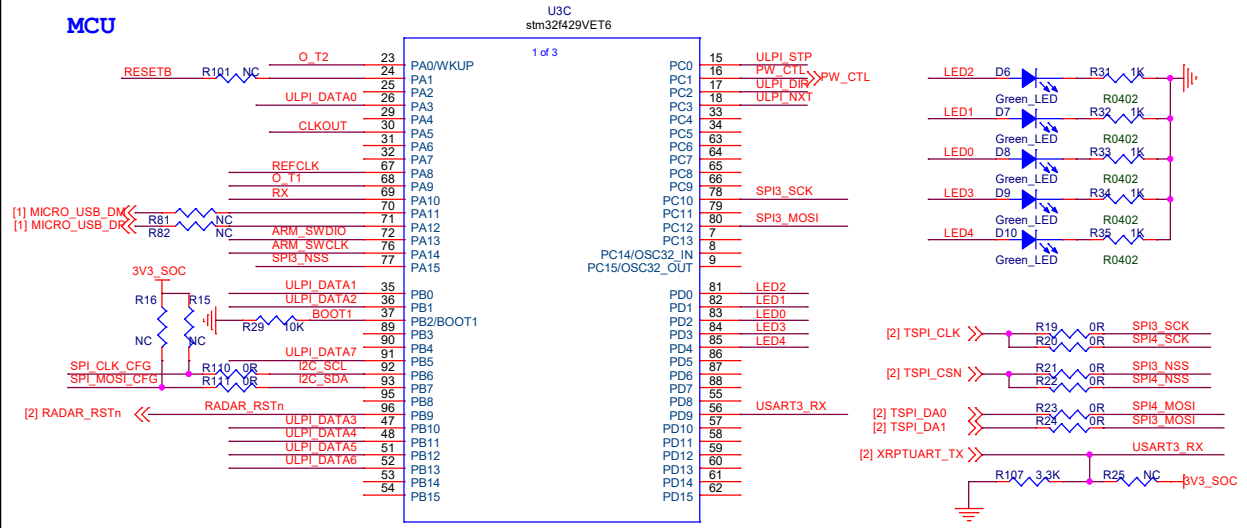 MCU
U3C
stm32f429VET6
1 of 3
O_T2 23 PA0/WKUP
RESETB R101 NC 24 PA1
25 PA2
ULPI_DATA0 26 PA3
29 PA4
CLKOUT 30 PA5
31 PA6
32 PA7
REFCLK 67 PA8
O_T1 68 PA9
RX 69 PA10
[1] MICRO_USB_DM 70 PA11
[1] MICRO_USB_DP R81 NC 71 PA12
R82 NC
ARM_SWDIO 72 PA13
ARM_SWCLK 76 PA14
SPI3_NSS 77 PA15
3V3_SOC
R16 R15
NC NC
ULPI_DATA1 35 PB0
ULPI_DATA2 36 PB1
R29 10K BOOT1 37 PB2/BOOT1
89 PB3
90 PB4
ULPI_DATA7 91 PB5
SPI_CLK_CFG R110 0R I2C_SCL 92 PB6
SPI_MOSI_CFG R111 0R I2C_SDA 93 PB7
95 PB8
[2] RADAR_RSTn RADAR_RSTn 96 PB9
ULPI_DATA3 47 PB10
ULPI_DATA4 48 PB11
ULPI_DATA5 51 PB12
ULPI_DATA6 52 PB13
53 PB14
54 PB15
PC0 15 ULPI_STP
PC1 16 PW_CTL PW_CTL
PC2 17 ULPI_DIR
PC3 18 ULPI_NXT
PC4 33
PC5 34
PC6 63
PC7 64
PC8 65
PC9 66
PC10 78 SPI3_SCK
PC11 79
PC12 80 SPI3_MOSI
PC13 7
PC14/OSC32_IN 8
PC15/OSC32_OUT 9
PD0 81 LED2
PD1 82 LED1
PD2 83 LED0
PD3 84 LED3
PD4 85 LED4
PD5 86
PD6 87
PD7 88
PD8 55
PD9 56 USART3_RX
PD10 57
PD11 58
PD12 59
PD13 60
PD14 61
PD15 62
LED2 D6 R31 1K
Green_LED R0402
LED1 D7 R32 1K
Green_LED R0402
LED0 D8 R33 1K
Green_LED R0402
LED3 D9 R34 1K
Green_LED R0402
LED4 D10 R35 1K
Green_LED R0402
[2] TSPI_CLK R19 0R SPI3_SCK
R20 0R SPI4_SCK
[2] TSPI_CSN R21 0R SPI3_NSS
R22 0R SPI4_NSS
[2] TSPI_DA0 R23 0R SPI4_MOSI
[2] TSPI_DA1 R24 0R SPI3_MOSI
[2] XRPTUART_TX USART3_RX
R107 3.3K R25 NC 3V3_SOC